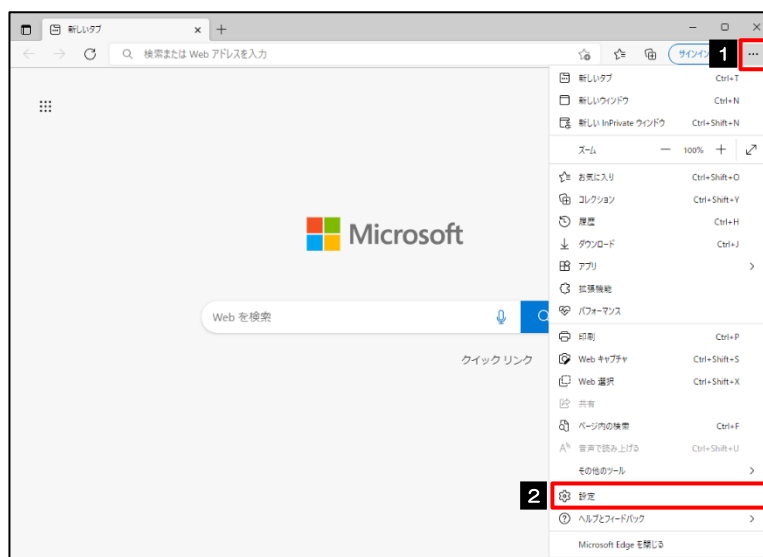 新しいタブ
検索または Web アドレスを入力
サインイン
1
新しいタブ Ctrl+T
新しいウィンドウ Ctrl+N
新しい InPrivate ウィンドウ Ctrl+Shift+N
ズーム 100%
お気に入り Ctrl+Shift+O
コレクション Ctrl+Shift+Y
履歴 Ctrl+H
ダウンロード Ctrl+J
アプリ
拡張機能
パフォーマンス
印刷 Ctrl+P
Web キャプチャ Ctrl+Shift+S
Web 選択 Ctrl+Shift+X
共有
ページ内の検索 Ctrl+F
音声で読み上げる Ctrl+Shift+U
その他のツール
2
設定
ヘルプとフィードバック
Microsoft Edge を閉じる
Microsoft
Web を検索
クイック リンク